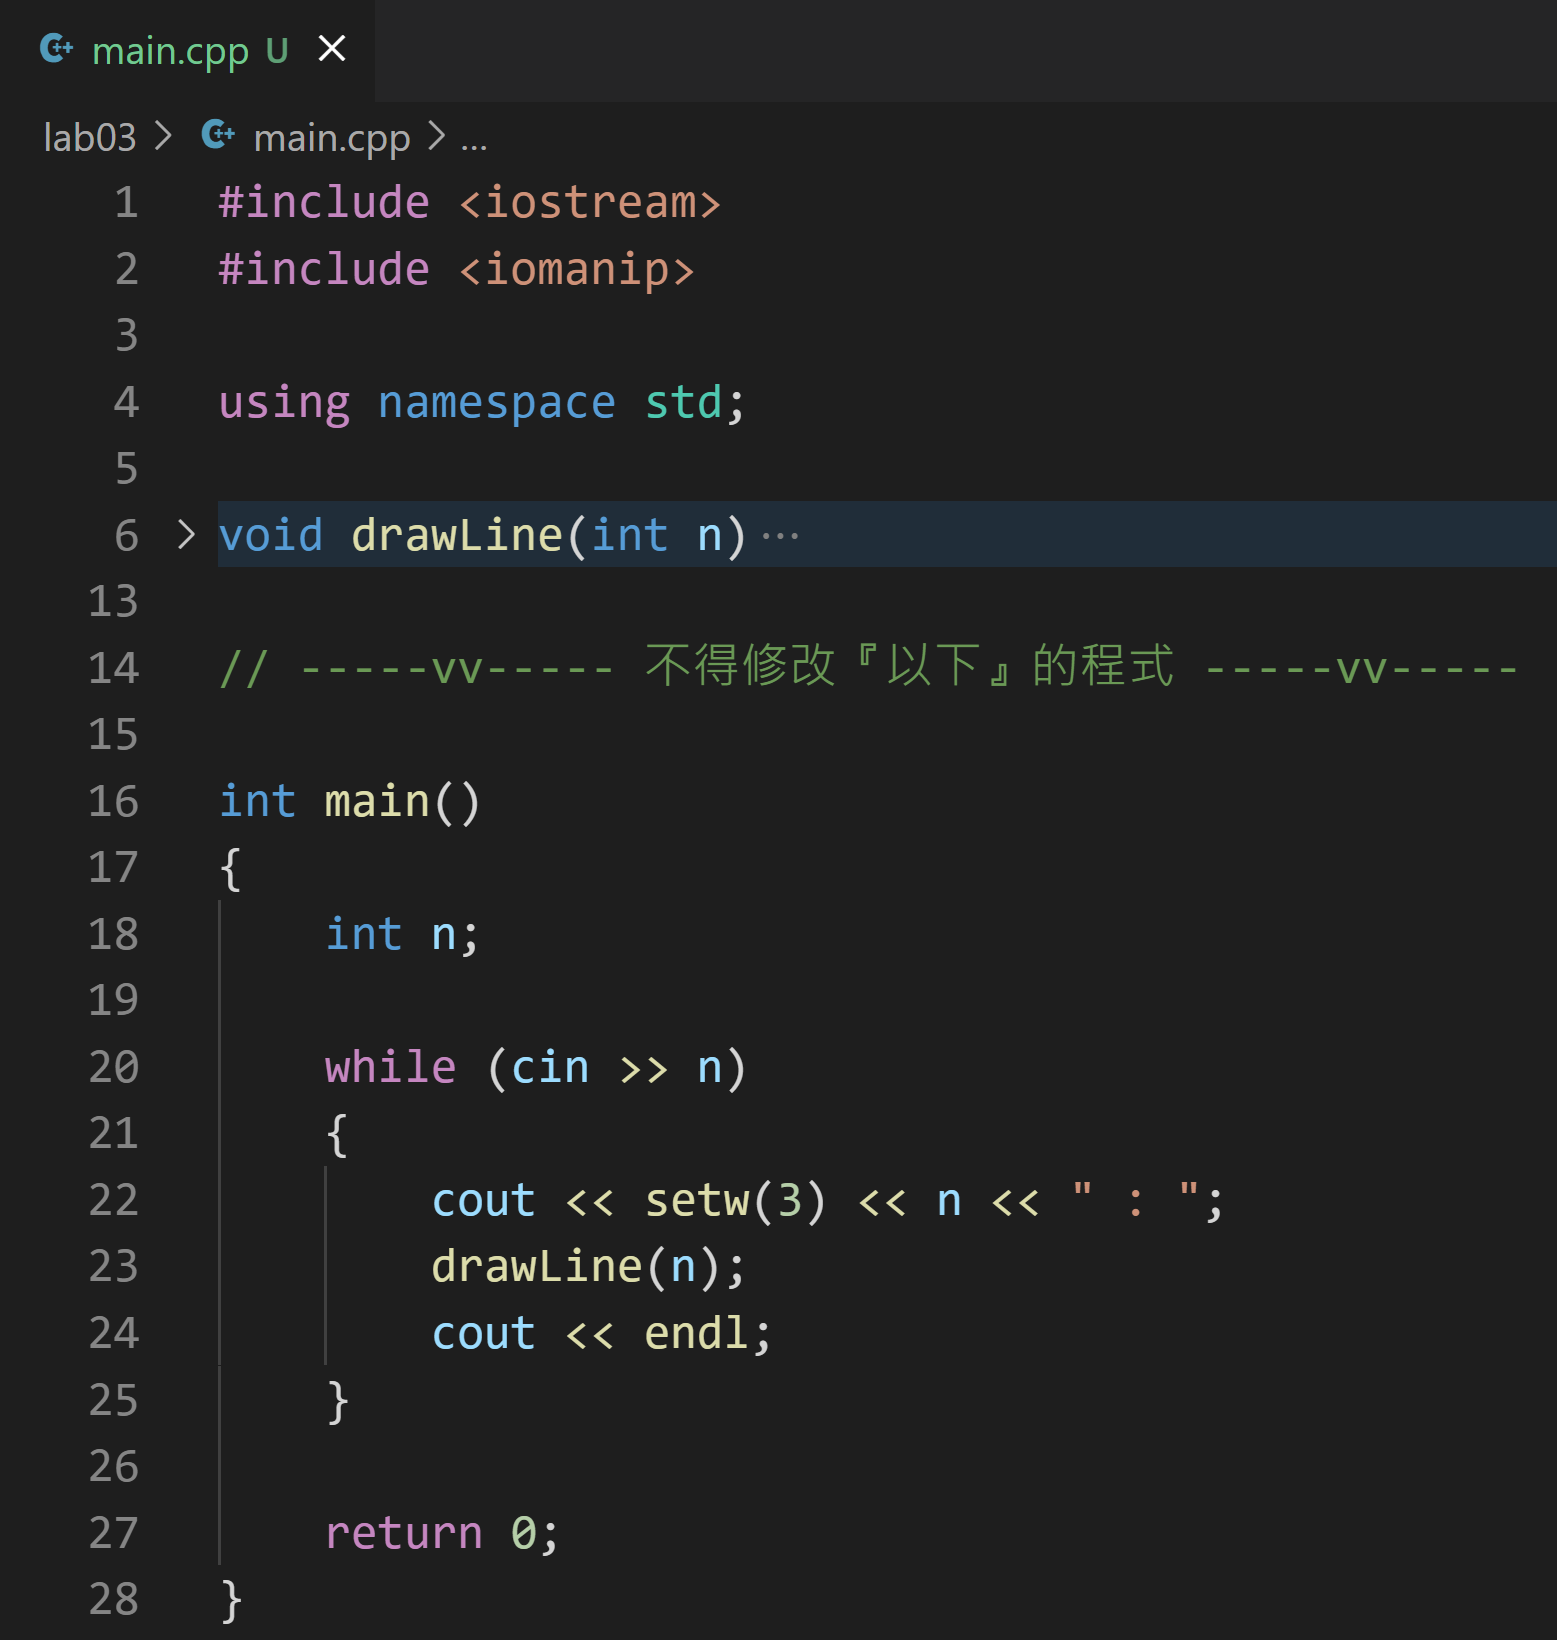 main.cpp U
lab03 > main.cpp > ...
1 #include <iostream>
2 #include <iomanip>
3
4 using namespace std;
5
6 void drawLine(int n)···
13
14 // -----vv----- 不得修改『以下』的程式 -----vv-----
15
16 int main()
17 {
18     int n;
19
20     while (cin >> n)
21     {
22         cout << setw(3) << n << " : ";
23         drawLine(n);
24         cout << endl;
25     }
26
27     return 0;
28 }